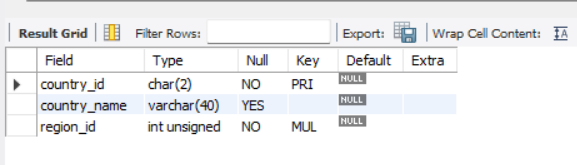 Result Grid Filter Rows: Export: Wrap Cell Content: IA
Field Type Null Key Default Extra
country_id char(2) NO PRI NULL
country_name varchar(40) YES NULL
region_id int unsigned NO MUL NULL